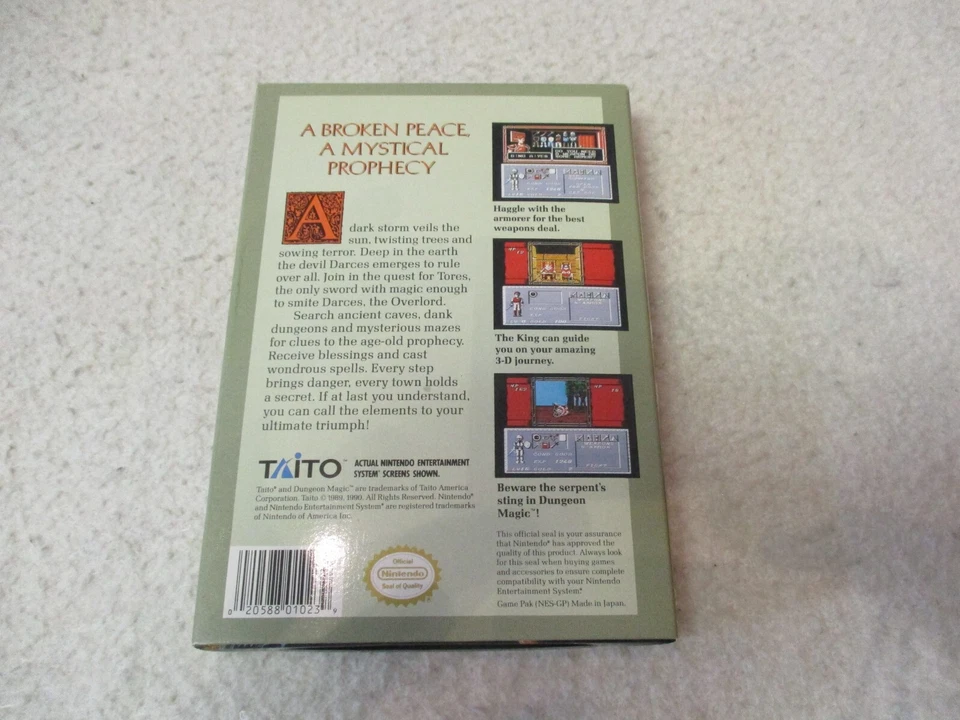 A BROKEN PEACE,
A MYSTICAL
PROPHECY
A
dark storm veils the
sun, twisting trees and
sowing terror. Deep in the earth
the devil Darces emerges to rule
over all. Join in the quest for Tores,
the only sword with magic enough
to smite Darces, the Overlord.
Search ancient caves, dank
dungeons and mysterious mazes
for clues to the age-old prophecy.
Receive blessings and cast
wondrous spells. Every step
brings danger, every town holds
a secret. If at last you understand,
you can call the elements to your
ultimate triumph!
TAITO™ ACTUAL NINTENDO ENTERTAINMENT
SYSTEM® SCREENS SHOWN.
Taito® and Dungeon Magic™ are trademarks of Taito America
Corporation. Taito © 1989, 1990. All Rights Reserved. Nintendo®
and Nintendo Entertainment System® are registered trademarks
of Nintendo of America Inc.
0 20588 01023 9
Official
Nintendo
Seal of Quality
Haggle with the
armorer for the best
weapons deal.
The King can guide
you on your amazing
3-D journey.
Beware the serpent's
sting in Dungeon
Magic™!
This official seal is your assurance
that Nintendo® has approved the
quality of this product. Always look
for this seal when buying games
and accessories to ensure complete
compatibility with your Nintendo
Entertainment System®.
Game Pak (NES-GP) Made in Japan.